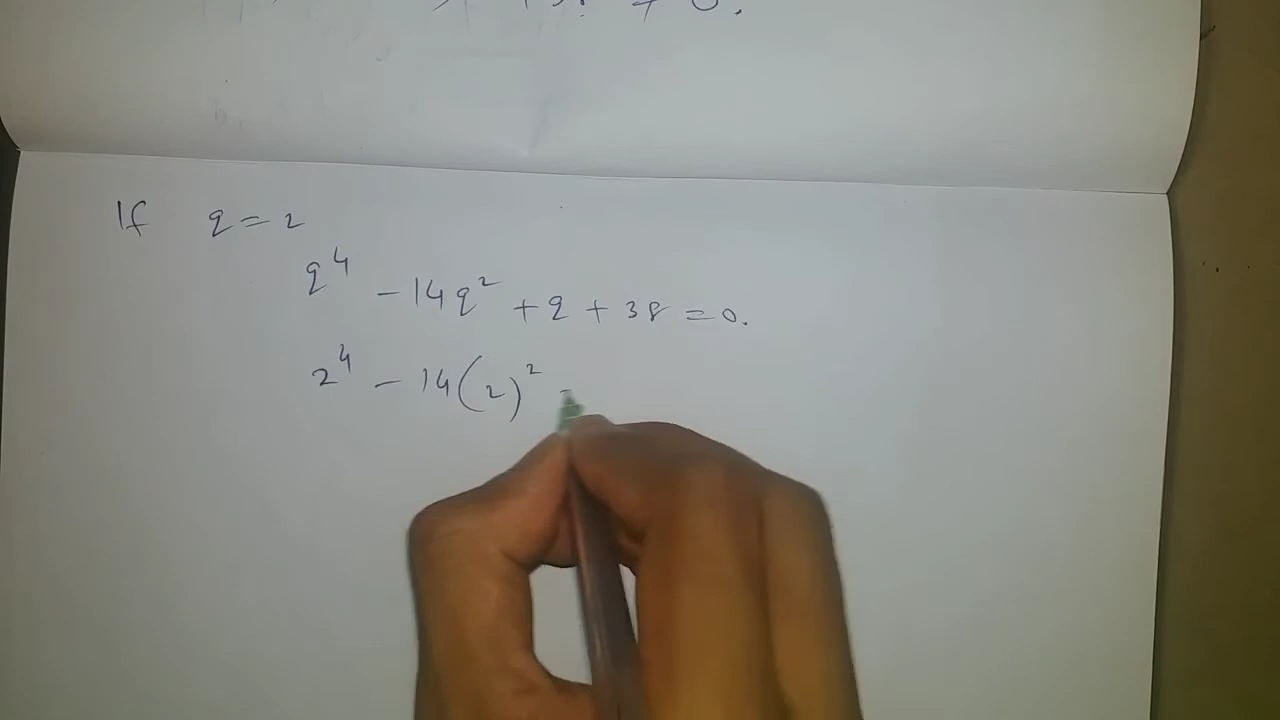 If q = 2
q⁴ - 14q² + q + 38 = 0.
2⁴ - 14(2)²